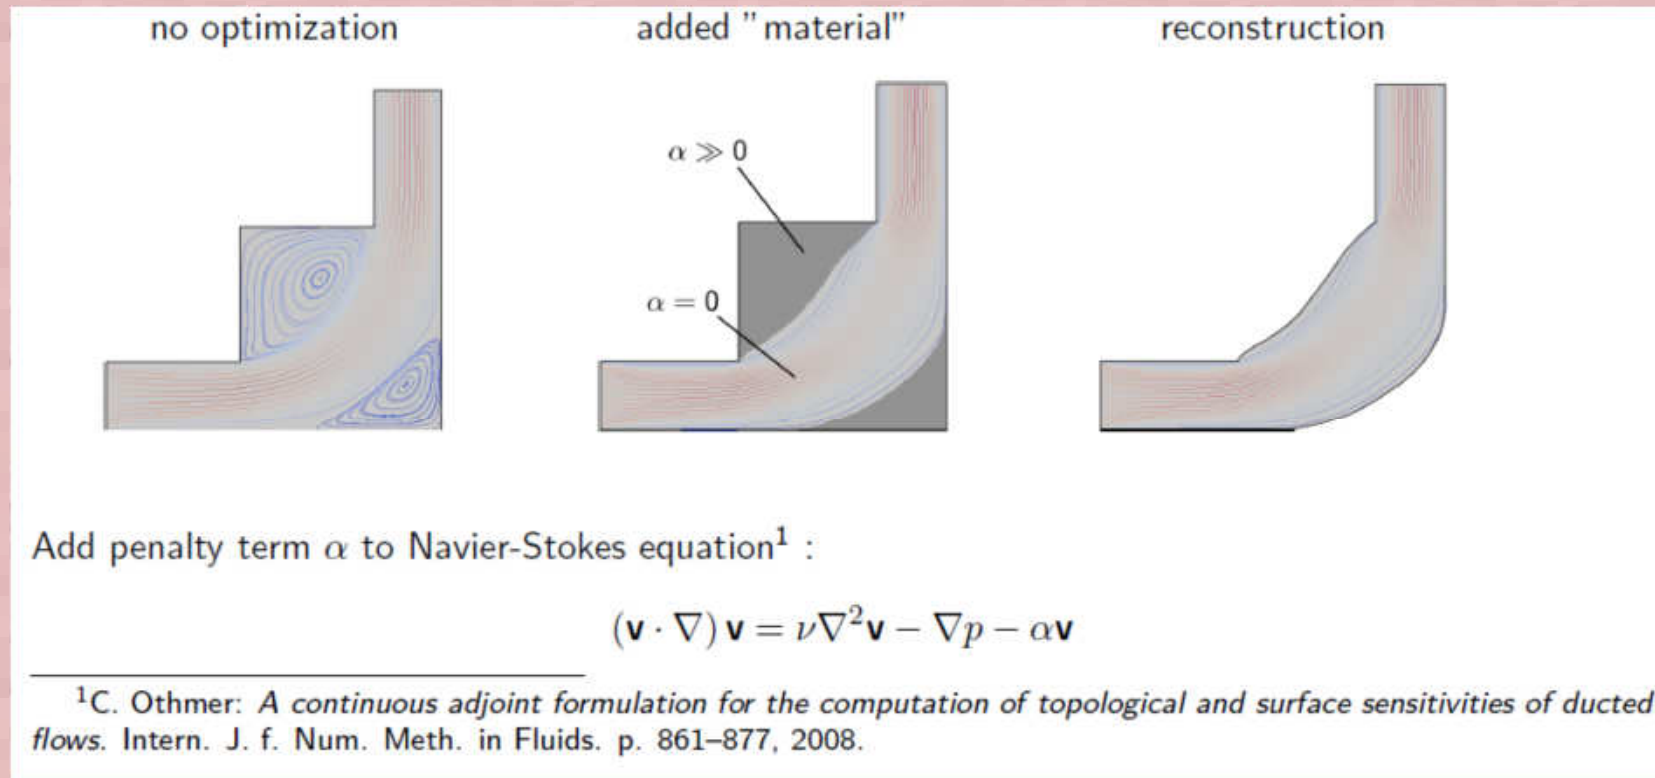 no optimization added "material" reconstruction
α ≫ 0
α = 0
Add penalty term α to Navier-Stokes equation¹ :
(v · ∇) v = ν∇²v − ∇p − αv
¹C. Othmer: A continuous adjoint formulation for the computation of topological and surface sensitivities of ducted
flows. Intern. J. f. Num. Meth. in Fluids. p. 861–877, 2008.